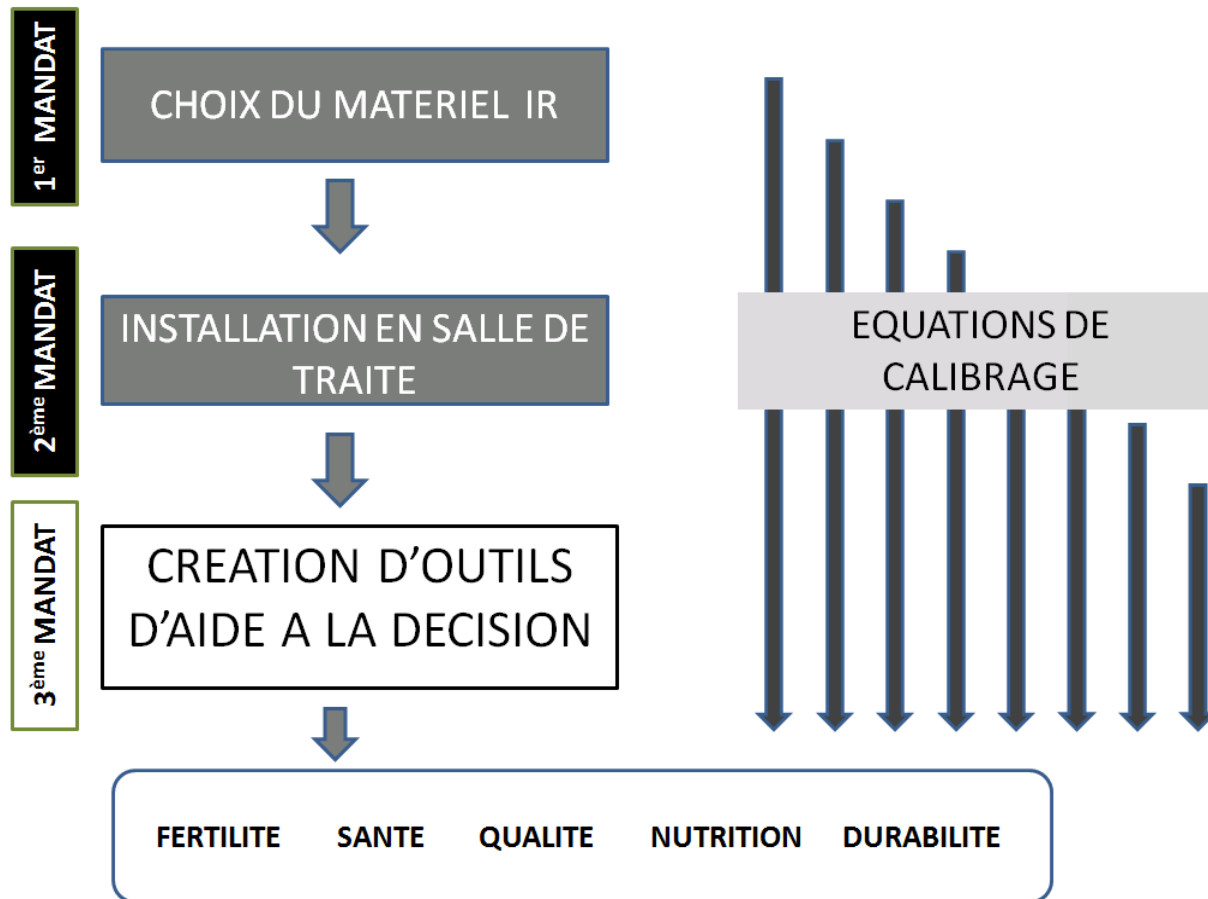 1er MANDAT
CHOIX DU MATERIEL IR
2ème MANDAT
INSTALLATION EN SALLE DE
TRAITE
EQUATIONS DE
CALIBRAGE
3ème MANDAT
CREATION D'OUTILS
D'AIDE A LA DECISION
FERTILITE SANTE QUALITE NUTRITION DURABILITE